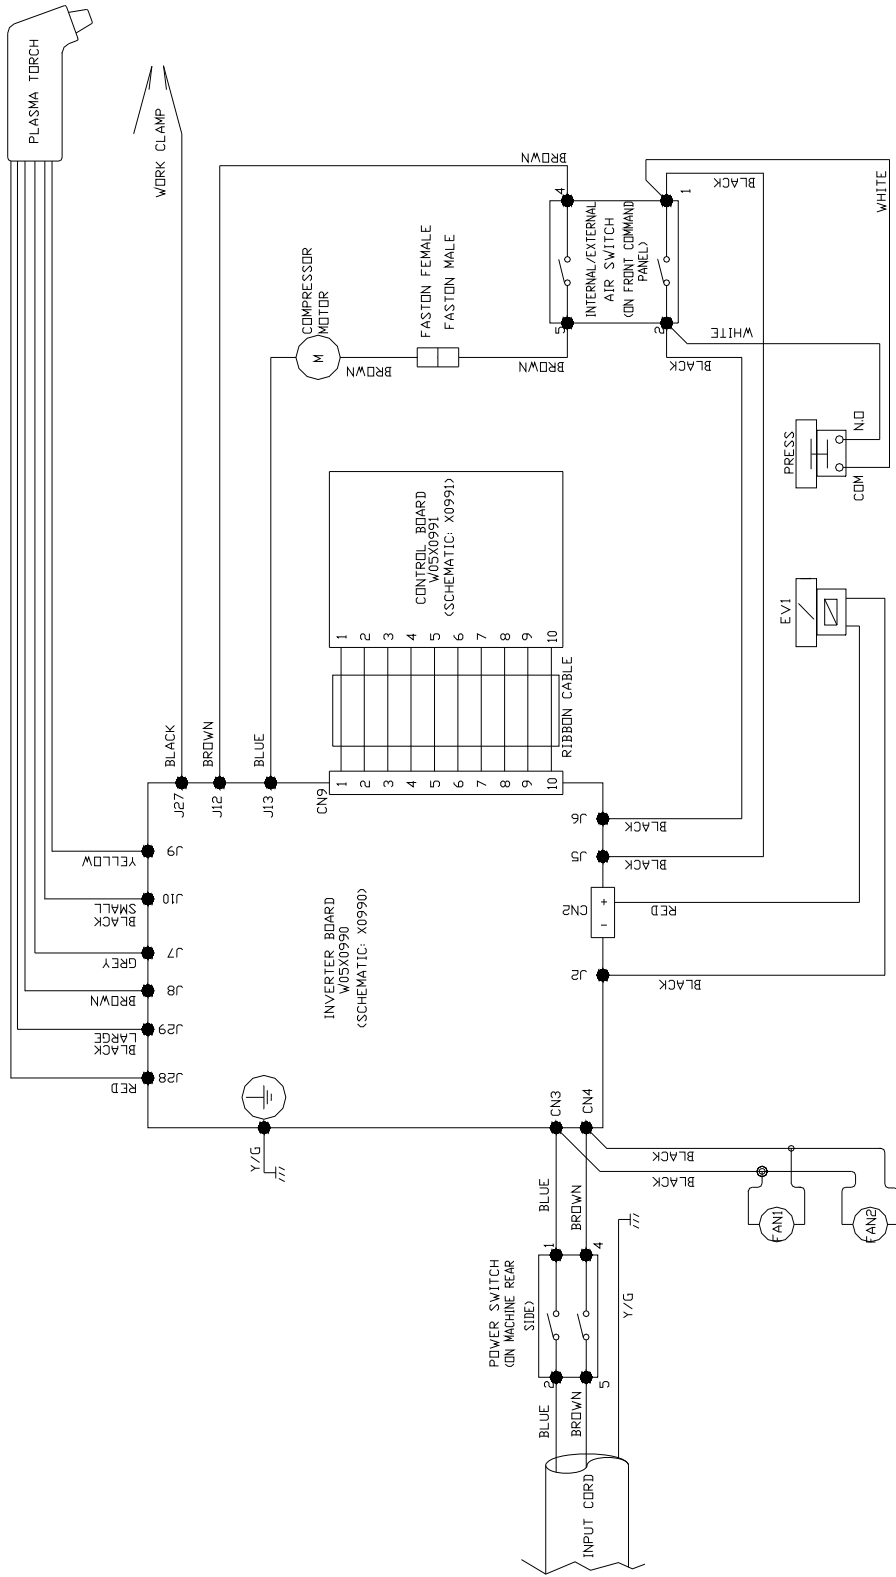 PLASMA TORCH
WORK CLAMP
BROWN
4
1
BLACK
WHITE
INTERNAL/EXTERNAL
AIR SWITCH
(ON FRONT COMMAND
PANEL)
5
2
WHITE
BLACK
BROWN
FASTON FEMALE
FASTON MALE
COMPRESSOR
MOTOR
M
BROWN
PRESS
N.O
COM
CONTROL BOARD
W05X0991
(SCHEMATIC: X0991)
1
2
3
4
5
6
7
8
9
10
RIBBON CABLE
EV1
BLACK
BROWN
BLUE
J27
J12
J13
CN9
1
2
3
4
5
6
7
8
9
10
J9
YELLOW
J10
SMALL
BLACK
J7
GREY
J8
BROWN
J29
LARGE
BLACK
J28
RED
INVERTER BOARD
W05X0990
(SCHEMATIC: X0990)
J6
BLACK
J5
BLACK
CN2
+
-
RED
J2
BLACK
Y/G
CN3
CN4
BLACK
BLACK
FAN1
FAN2
BLUE
BROWN
1
4
POWER SWITCH
(ON MACHINE REAR
SIDE)
2
5
Y/G
BLUE
BROWN
INPUT CORD